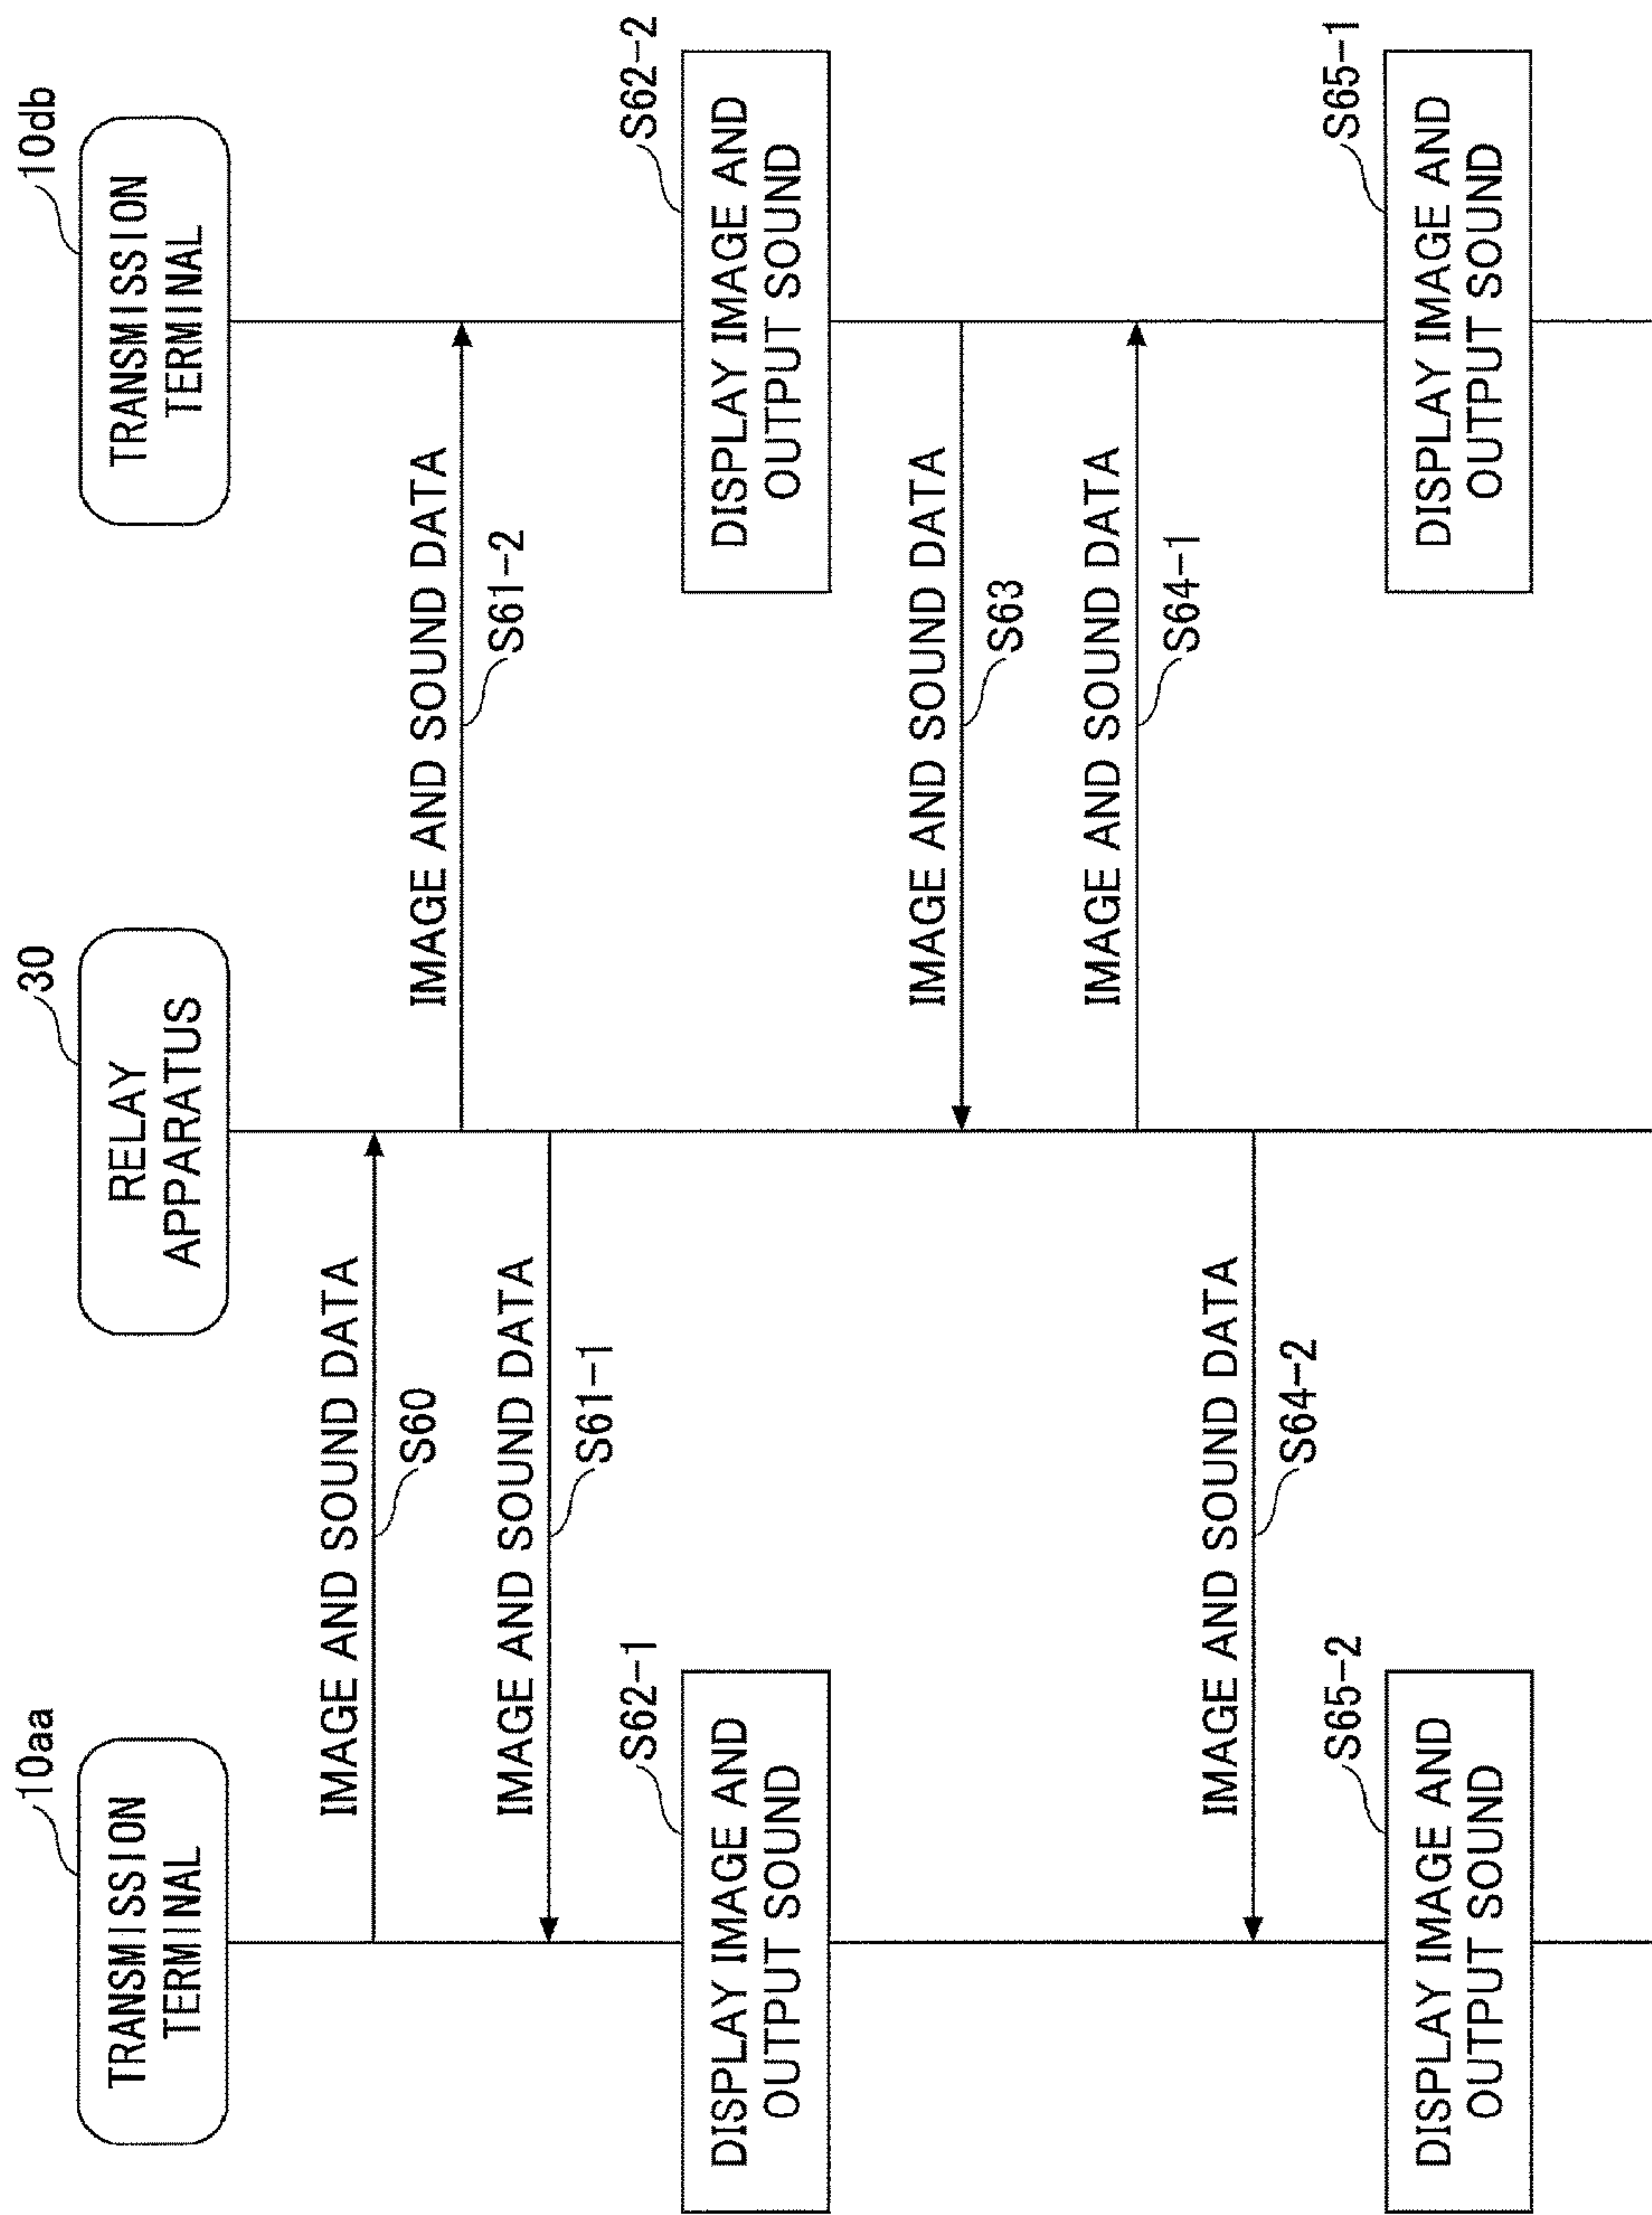 10aa
TRANSMISSION
TERMINAL
30
RELAY
APPARATUS
10db
TRANSMISSION
TERMINAL
IMAGE AND SOUND DATA
S60
IMAGE AND SOUND DATA
S61-2
IMAGE AND SOUND DATA
S61-1
S62-1
DISPLAY IMAGE AND
OUTPUT SOUND
S62-2
DISPLAY IMAGE AND
OUTPUT SOUND
IMAGE AND SOUND DATA
S63
IMAGE AND SOUND DATA
S64-1
IMAGE AND SOUND DATA
S64-2
S65-2
DISPLAY IMAGE AND
OUTPUT SOUND
S65-1
DISPLAY IMAGE AND
OUTPUT SOUND